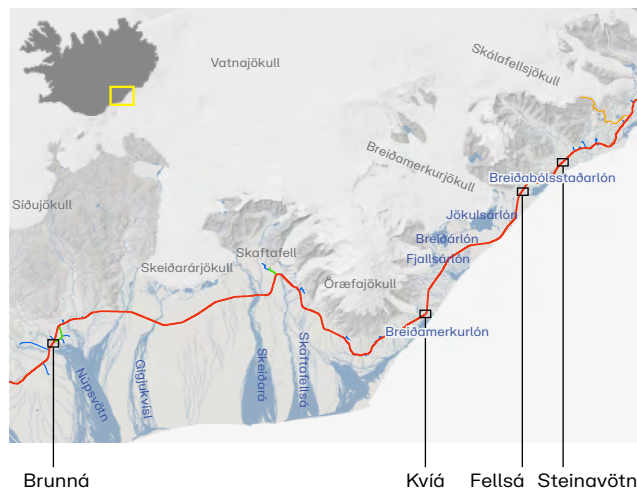 Vatnajökull
Skálafellsjökull
Breiðamerkurjökull
Breiðabólsstaðarlón
Síðujökull
Jökulsárlón
Breiðárlón
Skaftafell
Fjallsárlón
Skeiðarárjökull
Öræfajökull
Breiðamerkurlón
Núpsvötn
Gígjukvísl
Skeiðará
Skaftafellsá
Brunná
Kvíá
Fellsá
Steinavötn